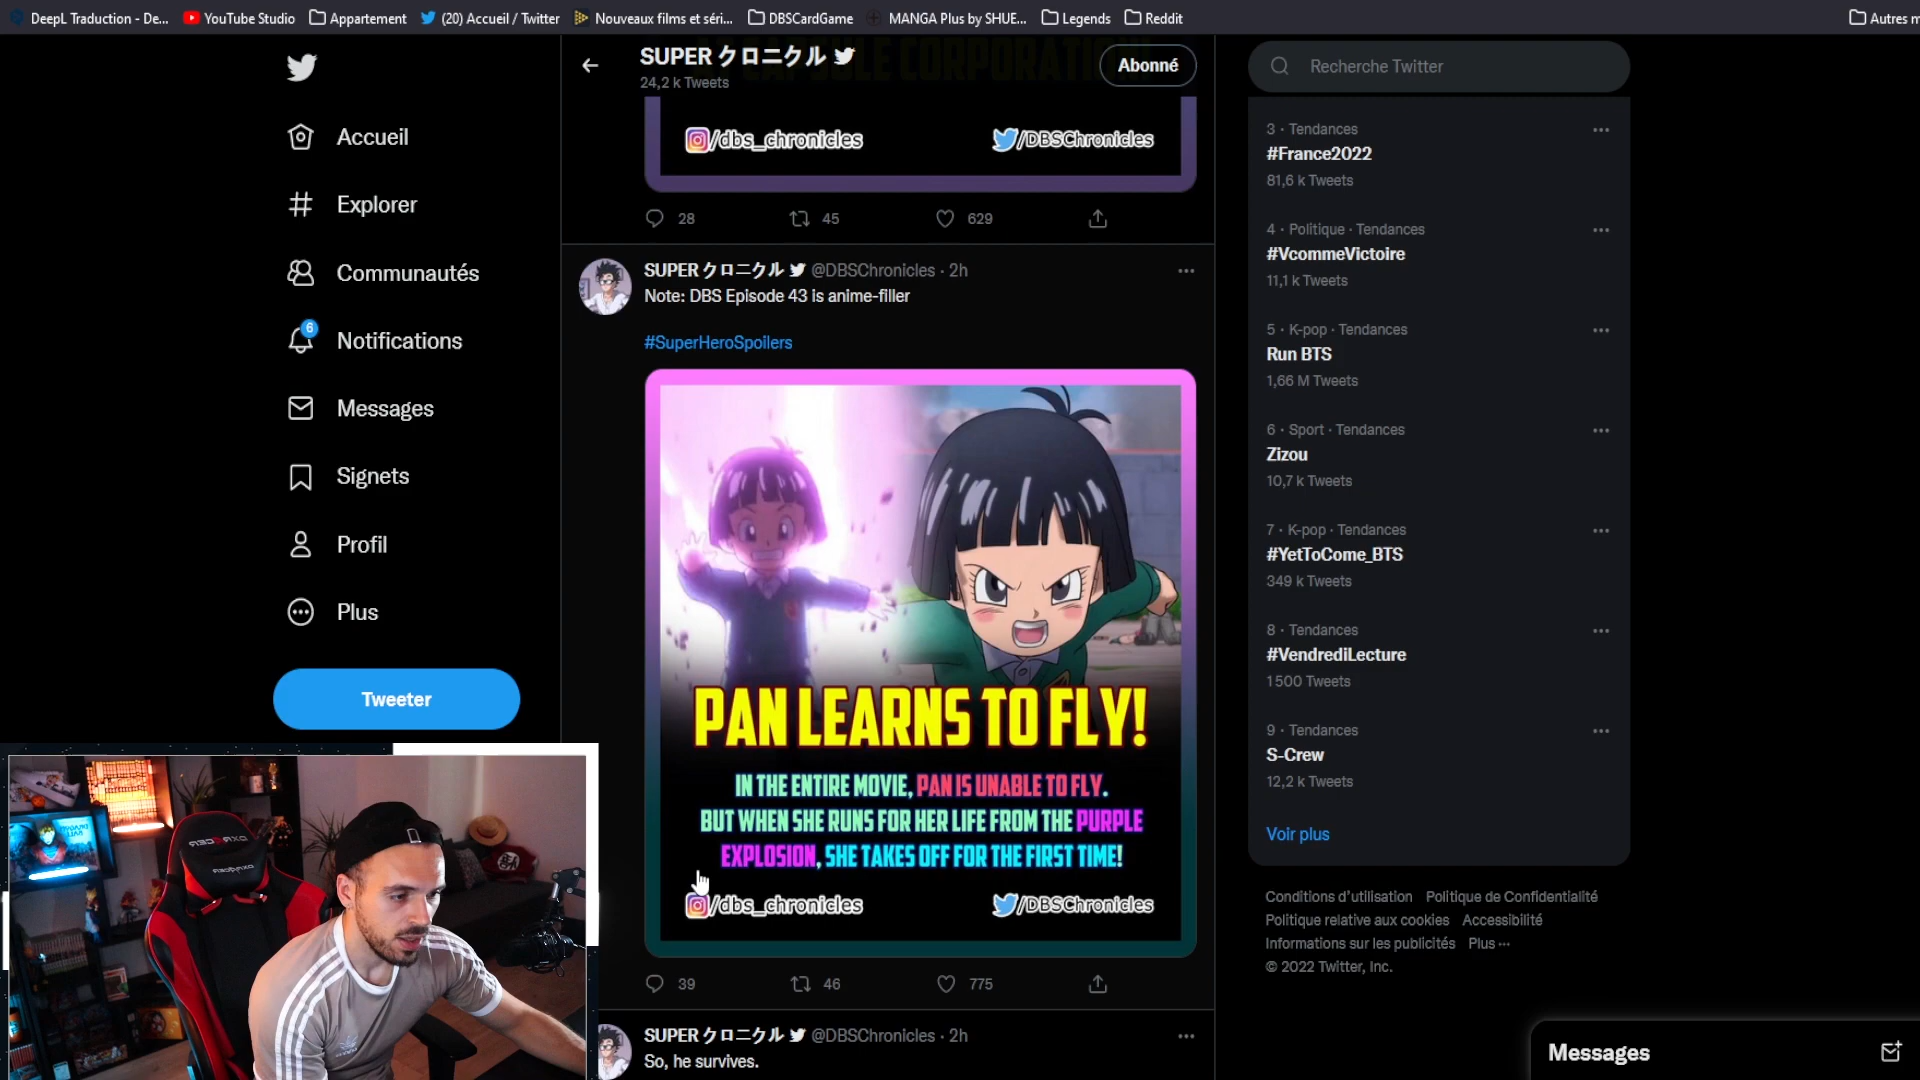 DeepL Traduction - De...
YouTube Studio
Appartement
(20) Accueil / Twitter
Nouveaux films et séri...
DBSCardGame
MANGA Plus by SHUE...
Legends
Reddit
Autres m
SUPER クロニクル
24,2 k Tweets
Abonné
CAPSULE CORPORATION
/dbs_chronicles
/DBSChronicles
28
45
629
Accueil
Explorer
Communautés
6
Notifications
Messages
Signets
Profil
Plus
Tweeter
SUPER クロニクル @DBSChronicles · 2h
Note: DBS Episode 43 is anime-filler
#SuperHeroSpoilers
PAN LEARNS TO FLY!
IN THE ENTIRE MOVIE, PAN IS UNABLE TO FLY.
BUT WHEN SHE RUNS FOR HER LIFE FROM THE PURPLE
EXPLOSION, SHE TAKES OFF FOR THE FIRST TIME!
/dbs_chronicles
/DBSChronicles
39
46
775
SUPER クロニクル @DBSChronicles · 2h
So, he survives.
Recherche Twitter
3 · Tendances
#France2022
81,6 k Tweets
4 · Politique · Tendances
#VcommeVictoire
11,1 k Tweets
5 · K-pop · Tendances
Run BTS
1,66 M Tweets
6 · Sport · Tendances
Zizou
10,7 k Tweets
7 · K-pop · Tendances
#YetToCome_BTS
349 k Tweets
8 · Tendances
#VendrediLecture
1 500 Tweets
9 · Tendances
S-Crew
12,2 k Tweets
Voir plus
Conditions d'utilisation Politique de Confidentialité
Politique relative aux cookies Accessibilité
Informations sur les publicités Plus ···
© 2022 Twitter, Inc.
Messages